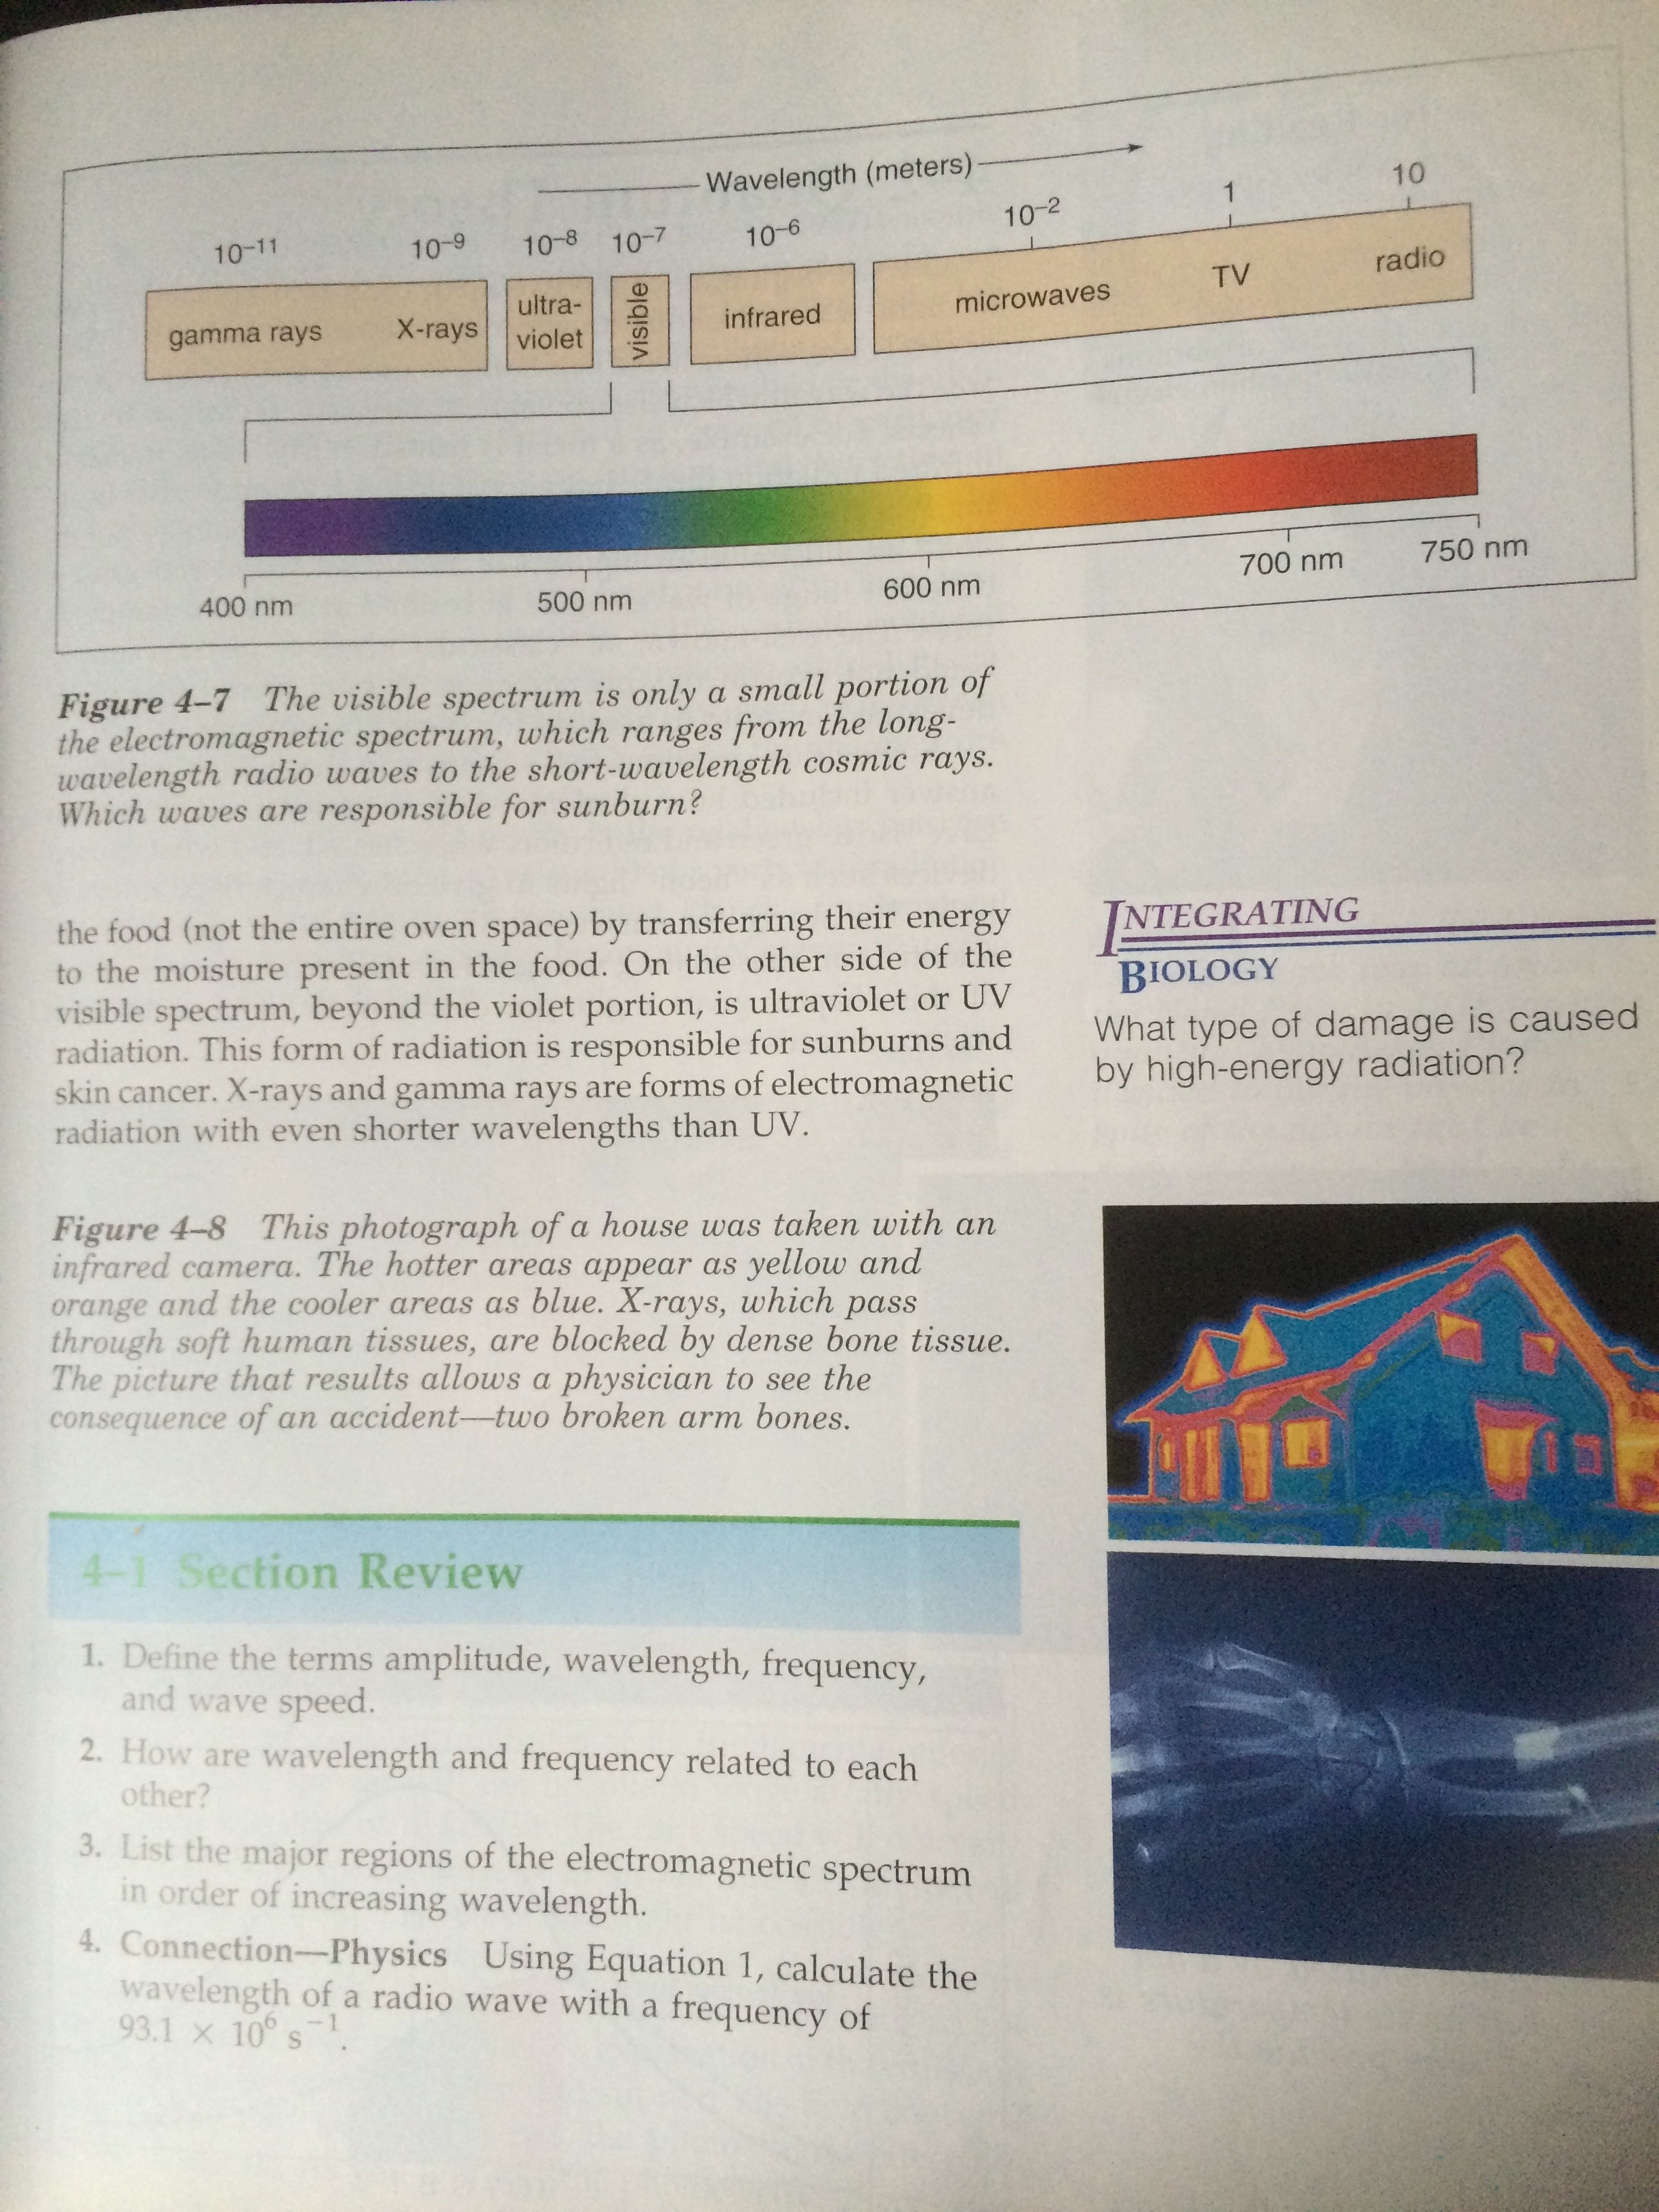 Wavelength (meters)
10⁻¹¹ 10⁻⁹ 10⁻⁸ 10⁻⁷ 10⁻⁶ 10⁻² 1 10
gamma rays X-rays ultra-violet visible infrared microwaves TV radio
400 nm 500 nm 600 nm 700 nm 750 nm
Figure 4–7 The visible spectrum is only a small portion of
the electromagnetic spectrum, which ranges from the long-
wavelength radio waves to the short-wavelength cosmic rays.
Which waves are responsible for sunburn?
the food (not the entire oven space) by transferring their energy
to the moisture present in the food. On the other side of the
visible spectrum, beyond the violet portion, is ultraviolet or UV
radiation. This form of radiation is responsible for sunburns and
skin cancer. X-rays and gamma rays are forms of electromagnetic
radiation with even shorter wavelengths than UV.
INTEGRATING
BIOLOGY
What type of damage is caused
by high-energy radiation?
Figure 4–8 This photograph of a house was taken with an
infrared camera. The hotter areas appear as yellow and
orange and the cooler areas as blue. X-rays, which pass
through soft human tissues, are blocked by dense bone tissue.
The picture that results allows a physician to see the
consequence of an accident—two broken arm bones.
4–1 Section Review
1. Define the terms amplitude, wavelength, frequency,
and wave speed.
2. How are wavelength and frequency related to each
other?
3. List the major regions of the electromagnetic spectrum
in order of increasing wavelength.
4. Connection—Physics Using Equation 1, calculate the
wavelength of a radio wave with a frequency of
93.1 × 10⁶ s⁻¹.